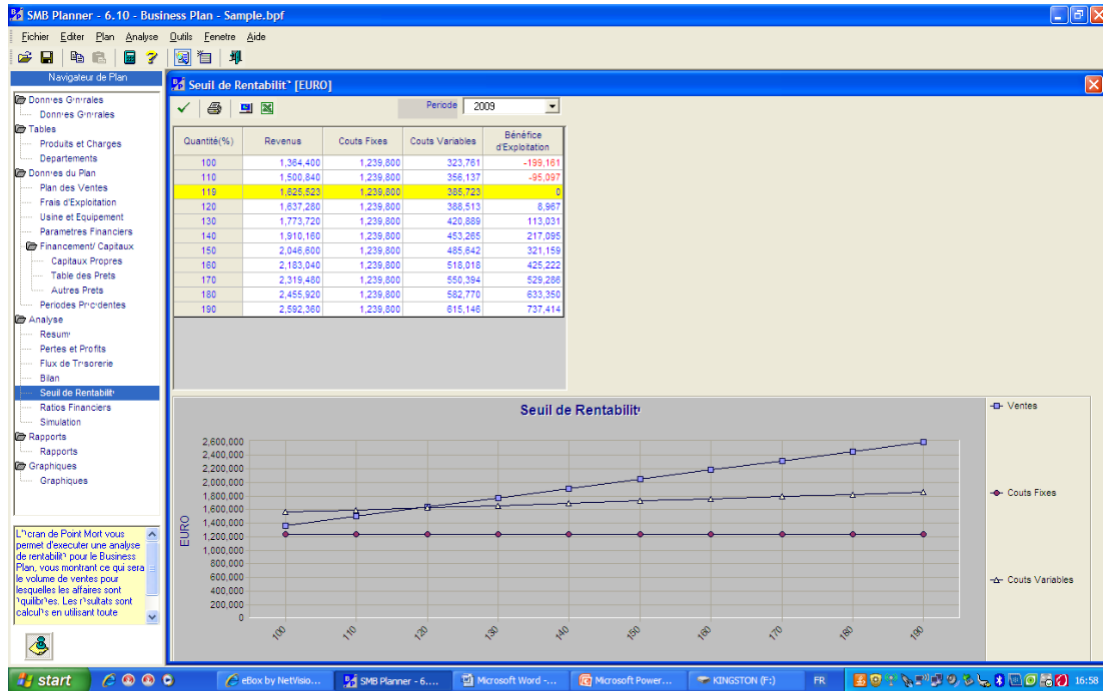 SMB Planner - 6.10 - Business Plan - Sample.bpf
Fichier Editer Plan Analyse Outils Fenetre Aide
Navigateur de Plan
Donn՚es G՚n՚rales
Donn՚es G՚n՚rales
Tables
Produits et Charges
Departements
Donn՚es du Plan
Plan des Ventes
Frais d'Exploitation
Usine et Equipement
Parametres Financiers
Financement/ Capitaux
Capitaux Propres
Table des Prets
Autres Prets
Periodes Pr՚c՚dentes
Analyse
Resum՚
Pertes et Profits
Flux de Tr՚sorerie
Bilan
Seuil de Rentabilit՚
Ratios Financiers
Simulation
Rapports
Rapports
Graphiques
Graphiques
L'՚cran de Point Mort vous
permet d'executer une analyse
de rentabilit՚ pour le Business
Plan, vous montrant ce qui sera
le volume de ventes pour
lesquelles les affaires sont
՚quilibr՚es. Les r՚sultats sont
calcul՚s en utilisant toute
Seuil de Rentabilit՚ [EURO]
Periode 2009
Quantité(%) Revenus Couts Fixes Couts Variables Bénéfice d'Exploitation
100 1,364,400 1,239,800 323,761 -199,161
110 1,500,840 1,239,800 356,137 -95,097
119 1,625,523 1,239,800 385,723 0
120 1,637,280 1,239,800 388,513 8,967
130 1,773,720 1,239,800 420,889 113,031
140 1,910,160 1,239,800 453,265 217,095
150 2,046,600 1,239,800 485,642 321,159
160 2,183,040 1,239,800 518,018 425,222
170 2,319,480 1,239,800 550,394 529,286
180 2,455,920 1,239,800 582,770 633,350
190 2,592,360 1,239,800 615,146 737,414
Seuil de Rentabilit՚
2,600,000
2,400,000
2,200,000
2,000,000
1,800,000
1,600,000
1,400,000
1,200,000
1,000,000
800,000
600,000
400,000
200,000
0
EURO
100 110 120 130 140 150 160 170 180 190
Ventes
Couts Fixes
Couts Variables
start
eBox by NetVisio...
SMB Planner - 6....
Microsoft Word -...
Microsoft Power...
KINGSTON (F:)
FR
16:58